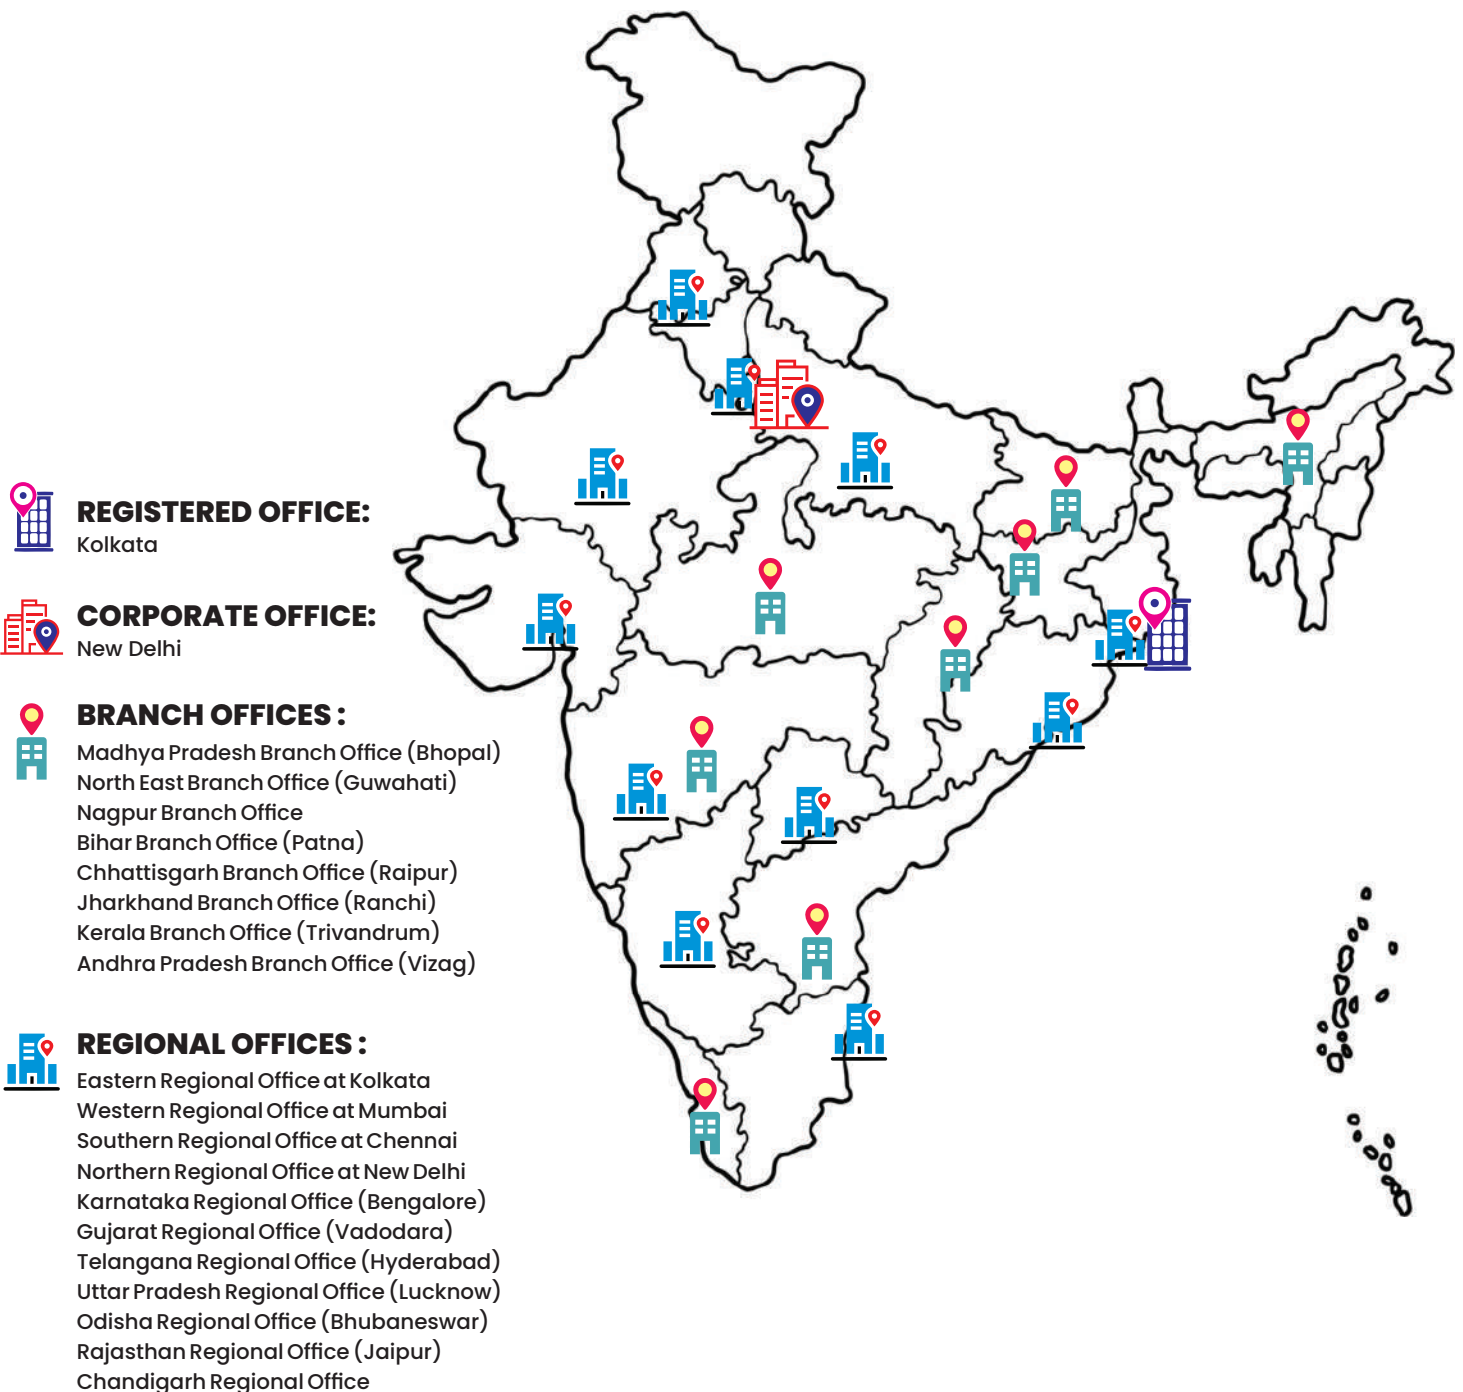 REGISTERED OFFICE:
Kolkata
CORPORATE OFFICE:
New Delhi
BRANCH OFFICES :
Madhya Pradesh Branch Office (Bhopal)
North East Branch Office (Guwahati)
Nagpur Branch Office
Bihar Branch Office (Patna)
Chhattisgarh Branch Office (Raipur)
Jharkhand Branch Office (Ranchi)
Kerala Branch Office (Trivandrum)
Andhra Pradesh Branch Office (Vizag)
REGIONAL OFFICES :
Eastern Regional Office at Kolkata
Western Regional Office at Mumbai
Southern Regional Office at Chennai
Northern Regional Office at New Delhi
Karnataka Regional Office (Bengalore)
Gujarat Regional Office (Vadodara)
Telangana Regional Office (Hyderabad)
Uttar Pradesh Regional Office (Lucknow)
Odisha Regional Office (Bhubaneswar)
Rajasthan Regional Office (Jaipur)
Chandigarh Regional Office